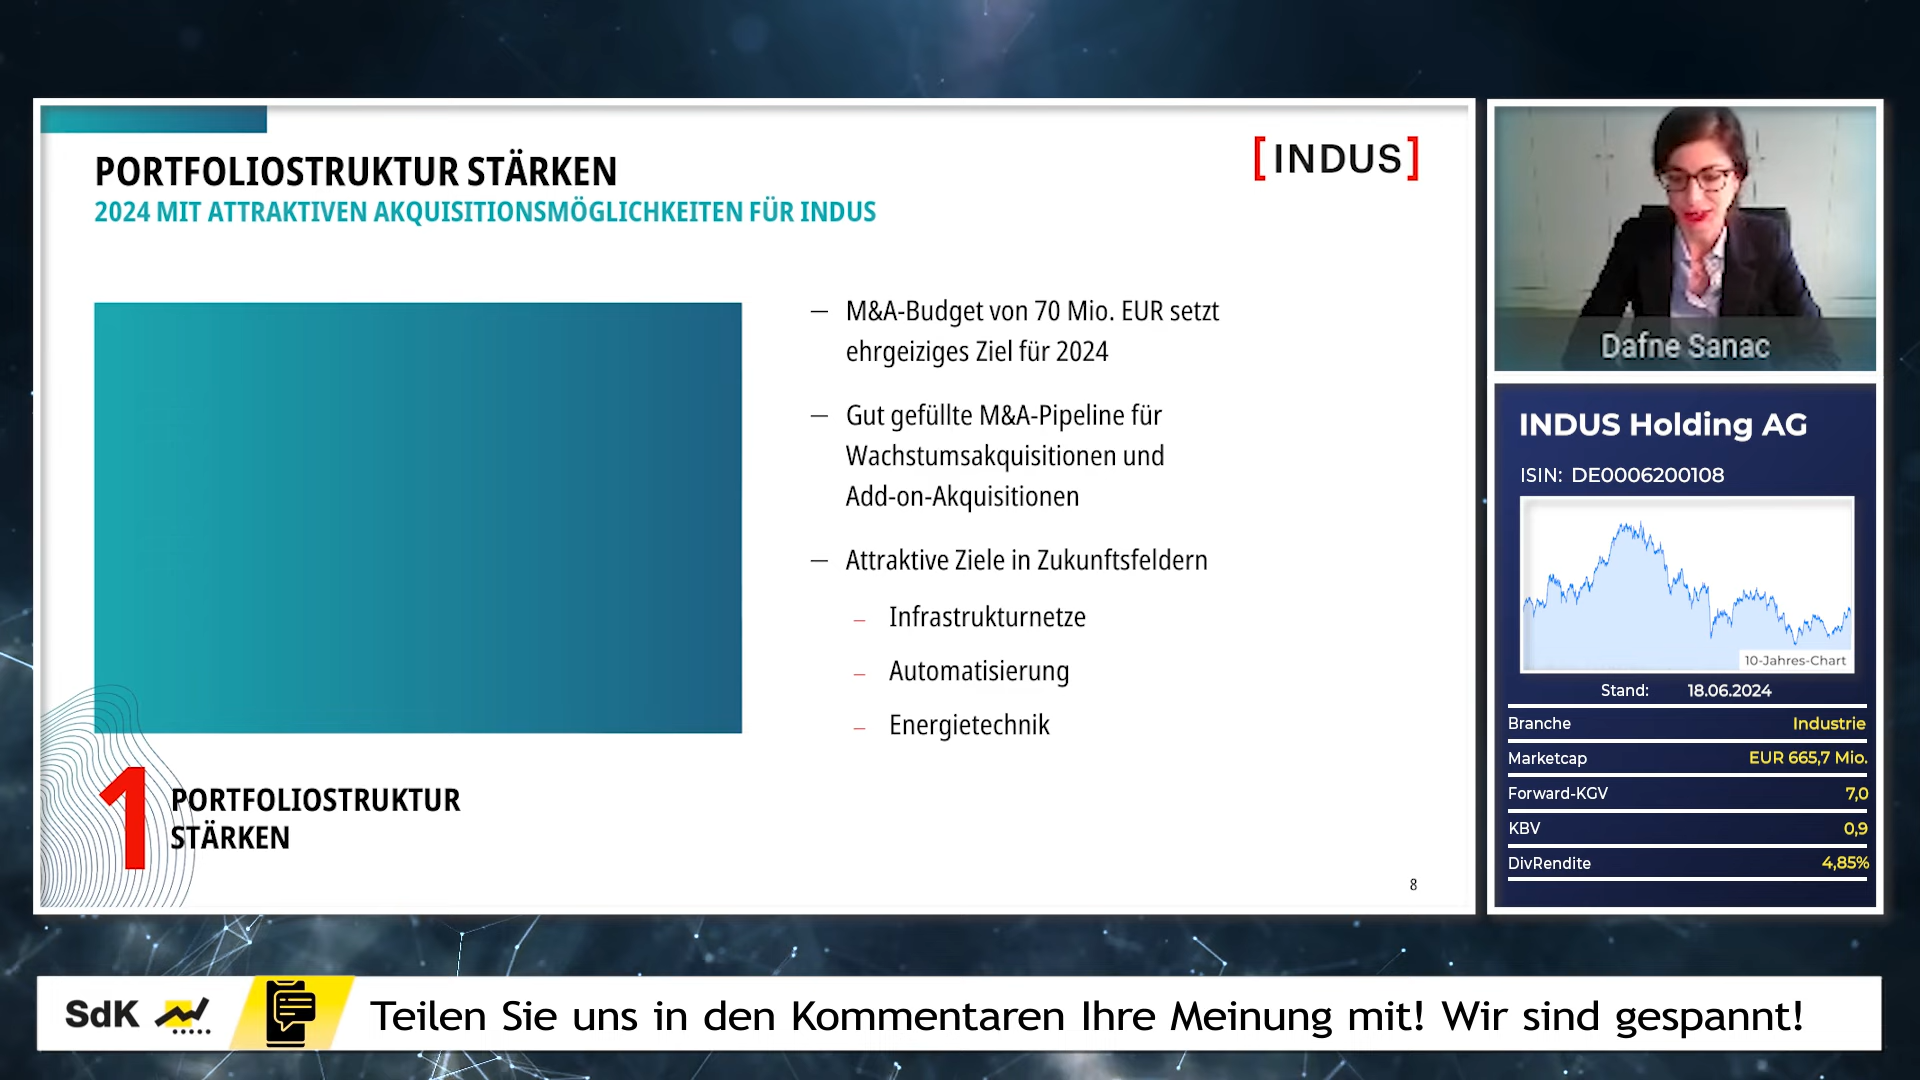 PORTFOLIOSTRUKTUR STÄRKEN
2024 MIT ATTRAKTIVEN AKQUISITIONSMÖGLICHKEITEN FÜR INDUS
[INDUS]
— M&A-Budget von 70 Mio. EUR setzt
ehrgeiziges Ziel für 2024
— Gut gefüllte M&A-Pipeline für
Wachstumsakquisitionen und
Add-on-Akquisitionen
— Attraktive Ziele in Zukunftsfeldern
– Infrastrukturnetze
– Automatisierung
– Energietechnik
1 PORTFOLIOSTRUKTUR
STÄRKEN
8
Dafne Sanac
INDUS Holding AG
ISIN: DE0006200108
10-Jahres-Chart
Stand: 18.06.2024
Branche Industrie
Marketcap EUR 665,7 Mio.
Forward-KGV 7,0
KBV 0,9
DivRendite 4,85%
SdK Teilen Sie uns in den Kommentaren Ihre Meinung mit! Wir sind gespannt!